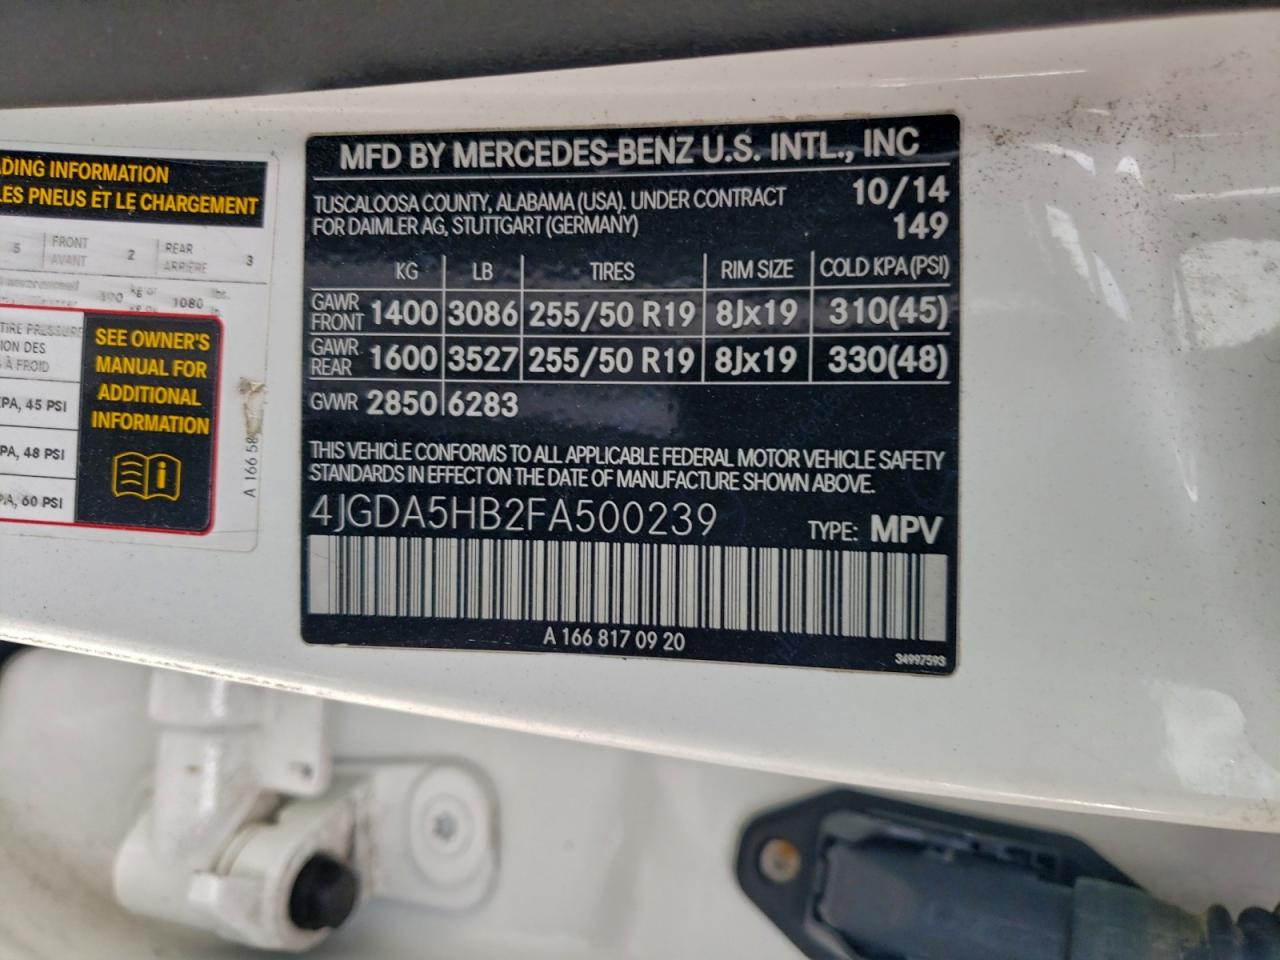 ADING INFORMATION
LES PNEUS ET LE CHARGEMENT
5 FRONT AVANT 2 REAR ARRIÈRE 3
kg or 1080 lbs.
TIRE PRESSURE
ION DES
À FROID
PA, 45 PSI
PA, 48 PSI
PA, 60 PSI
SEE OWNER'S
MANUAL FOR
ADDITIONAL
INFORMATION
A 166 58
MFD BY MERCEDES-BENZ U.S. INTL., INC
TUSCALOOSA COUNTY, ALABAMA (USA). UNDER CONTRACT 10/14
FOR DAIMLER AG, STUTTGART (GERMANY) 149
KG LB TIRES RIM SIZE COLD KPA (PSI)
GAWR FRONT 1400 3086 255/50 R19 8Jx19 310(45)
GAWR REAR 1600 3527 255/50 R19 8Jx19 330(48)
GVWR 2850 6283
THIS VEHICLE CONFORMS TO ALL APPLICABLE FEDERAL MOTOR VEHICLE SAFETY
STANDARDS IN EFFECT ON THE DATE OF MANUFACTURE SHOWN ABOVE.
4JGDA5HB2FA500239 TYPE: MPV
A 166 817 09 20
34997593